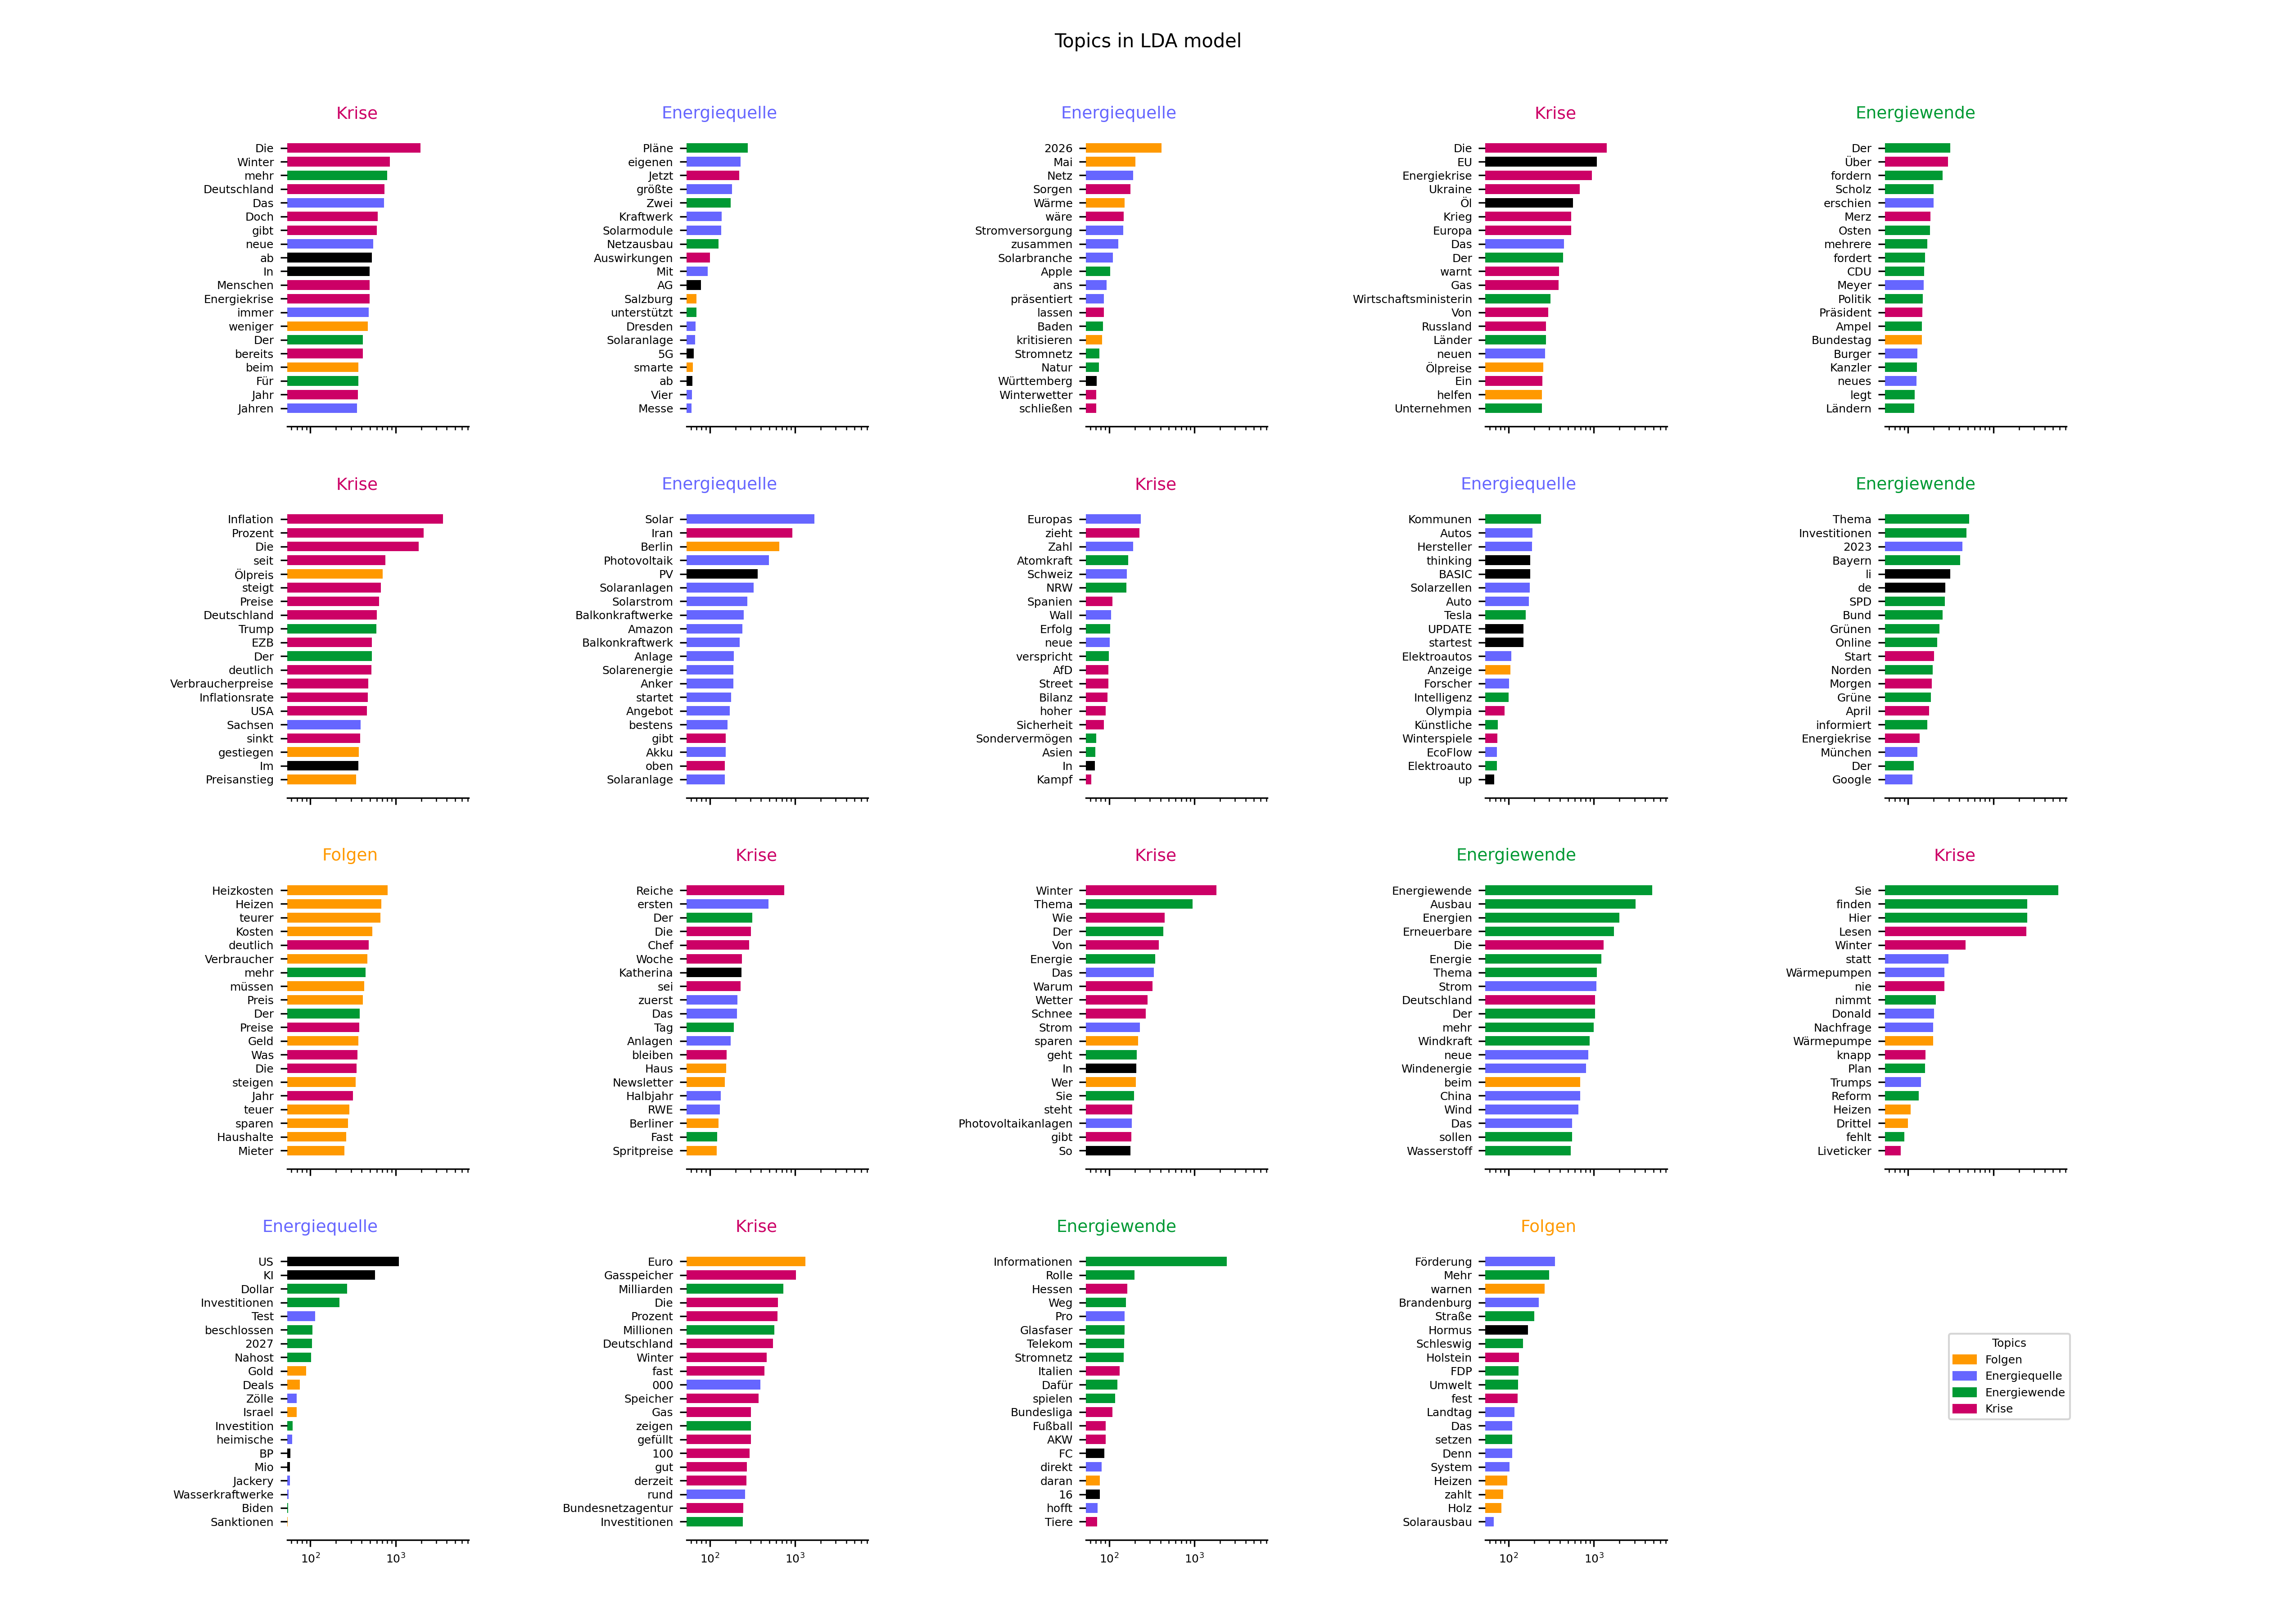 Topics in LDA model
Krise
Die
Winter
mehr
Deutschland
Das
Doch
gibt
neue
ab
In
Menschen
Energiekrise
immer
weniger
Der
bereits
beim
Für
Jahr
Jahren
Energiequelle
Pläne
eigenen
Jetzt
größte
Zwei
Kraftwerk
Solarmodule
Netzausbau
Auswirkungen
Mit
AG
Salzburg
unterstützt
Dresden
Solaranlage
5G
smarte
ab
Vier
Messe
Energiequelle
2026
Mai
Netz
Sorgen
Wärme
wäre
Stromversorgung
zusammen
Solarbranche
Apple
ans
präsentiert
lassen
Baden
kritisieren
Stromnetz
Natur
Württemberg
Winterwetter
schließen
Krise
Die
EU
Energiekrise
Ukraine
Öl
Krieg
Europa
Das
Der
warnt
Gas
Wirtschaftsministerin
Von
Russland
Länder
neuen
Ölpreise
Ein
helfen
Unternehmen
Energiewende
Der
Über
fordern
Scholz
erschien
Merz
Osten
mehrere
fordert
CDU
Meyer
Politik
Präsident
Ampel
Bundestag
Burger
Kanzler
neues
legt
Ländern
Krise
Inflation
Prozent
Die
seit
Ölpreis
steigt
Preise
Deutschland
Trump
EZB
Der
deutlich
Verbraucherpreise
Inflationsrate
USA
Sachsen
sinkt
gestiegen
Im
Preisanstieg
Energiequelle
Solar
Iran
Berlin
Photovoltaik
PV
Solaranlagen
Solarstrom
Balkonkraftwerke
Amazon
Balkonkraftwerk
Anlage
Solarenergie
Anker
startet
Angebot
bestens
gibt
Akku
oben
Solaranlage
Krise
Europas
zieht
Zahl
Atomkraft
Schweiz
NRW
Spanien
Wall
Erfolg
neue
verspricht
AfD
Street
Bilanz
hoher
Sicherheit
Sondervermögen
Asien
In
Kampf
Energiequelle
Kommunen
Autos
Hersteller
thinking
BASIC
Solarzellen
Auto
Tesla
UPDATE
startest
Elektroautos
Anzeige
Forscher
Intelligenz
Olympia
Künstliche
Winterspiele
EcoFlow
Elektroauto
up
Energiewende
Thema
Investitionen
2023
Bayern
li
de
SPD
Bund
Grünen
Online
Start
Norden
Morgen
Grüne
April
informiert
Energiekrise
München
Der
Google
Folgen
Heizkosten
Heizen
teurer
Kosten
deutlich
Verbraucher
mehr
müssen
Preis
Der
Preise
Geld
Was
Die
steigen
Jahr
teuer
sparen
Haushalte
Mieter
Krise
Reiche
ersten
Der
Die
Chef
Woche
Katherina
sei
zuerst
Das
Tag
Anlagen
bleiben
Haus
Newsletter
Halbjahr
RWE
Berliner
Fast
Spritpreise
Krise
Winter
Thema
Wie
Der
Von
Energie
Das
Warum
Wetter
Schnee
Strom
sparen
geht
In
Wer
Sie
steht
Photovoltaikanlagen
gibt
So
Energiewende
Energiewende
Ausbau
Energien
Erneuerbare
Die
Energie
Thema
Strom
Deutschland
Der
mehr
Windkraft
neue
Windenergie
beim
China
Wind
Das
sollen
Wasserstoff
Krise
Sie
finden
Hier
Lesen
Winter
statt
Wärmepumpen
nie
nimmt
Donald
Nachfrage
Wärmepumpe
knapp
Plan
Trumps
Reform
Heizen
Drittel
fehlt
Liveticker
Energiequelle
US
KI
Dollar
Investitionen
Test
beschlossen
2027
Nahost
Gold
Deals
Zölle
Israel
Investition
heimische
BP
Mio
Jackery
Wasserkraftwerke
Biden
Sanktionen
10² 10³
Krise
Euro
Gasspeicher
Milliarden
Die
Prozent
Millionen
Deutschland
Winter
fast
000
Speicher
Gas
zeigen
gefüllt
100
gut
derzeit
rund
Bundesnetzagentur
Investitionen
10² 10³
Energiewende
Informationen
Rolle
Hessen
Weg
Pro
Glasfaser
Telekom
Stromnetz
Italien
Dafür
spielen
Bundesliga
Fußball
AKW
FC
direkt
daran
16
hofft
Tiere
10² 10³
Folgen
Förderung
Mehr
warnen
Brandenburg
Straße
Hormus
Schleswig
Holstein
FDP
Umwelt
fest
Landtag
Das
setzen
Denn
System
Heizen
zahlt
Holz
Solarausbau
10² 10³
Topics
Folgen
Energiequelle
Energiewende
Krise